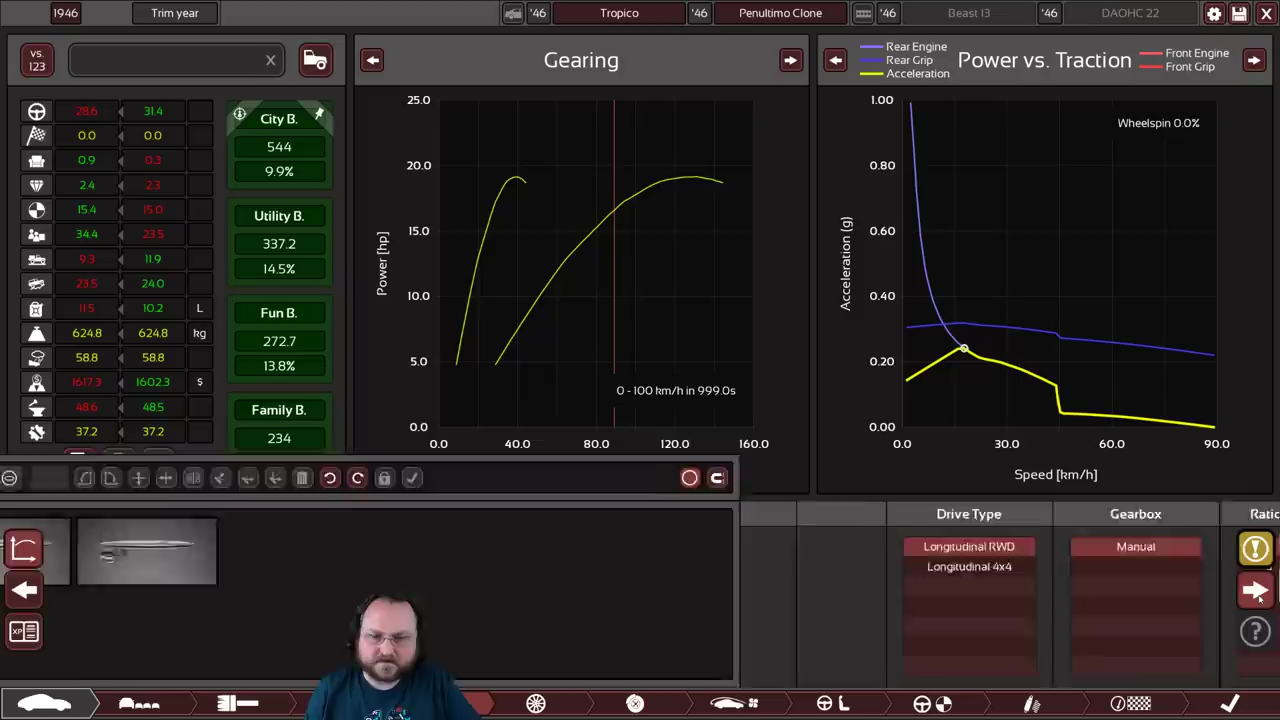 1946
Trim year
'46
Tropico
'46
Penultimo Clone
'46
Beast 13
'46
DAOHC 22
vs.
123
x
28.6 31.4
0.0 0.0
0.9 0.3
2.4 2.3
15.4 15.0
34.4 23.5
9.3 11.9
23.5 24.0
11.5 10.2 L
624.8 624.8 kg
58.8 58.8
1617.3 1602.3 $
48.6 48.5
37.2 37.2
City B.
544
9.9%
Utility B.
337.2
14.5%
Fun B.
272.7
13.8%
Family B.
234
Gearing
25.0
20.0
15.0
10.0
5.0
0.0
Power [hp]
0 - 100 km/h in 999.0s
0.0 40.0 80.0 120.0 160.0
Rear Engine
Rear Grip
Acceleration
Power vs. Traction
Front Engine
Front Grip
Wheelspin 0.0%
1.00
0.80
0.60
0.40
0.20
0.00
Acceleration (g)
0.0 30.0 60.0 90.0
Speed [km/h]
Drive Type
Longitudinal RWD
Longitudinal 4x4
Gearbox
Manual
Ratio
XP